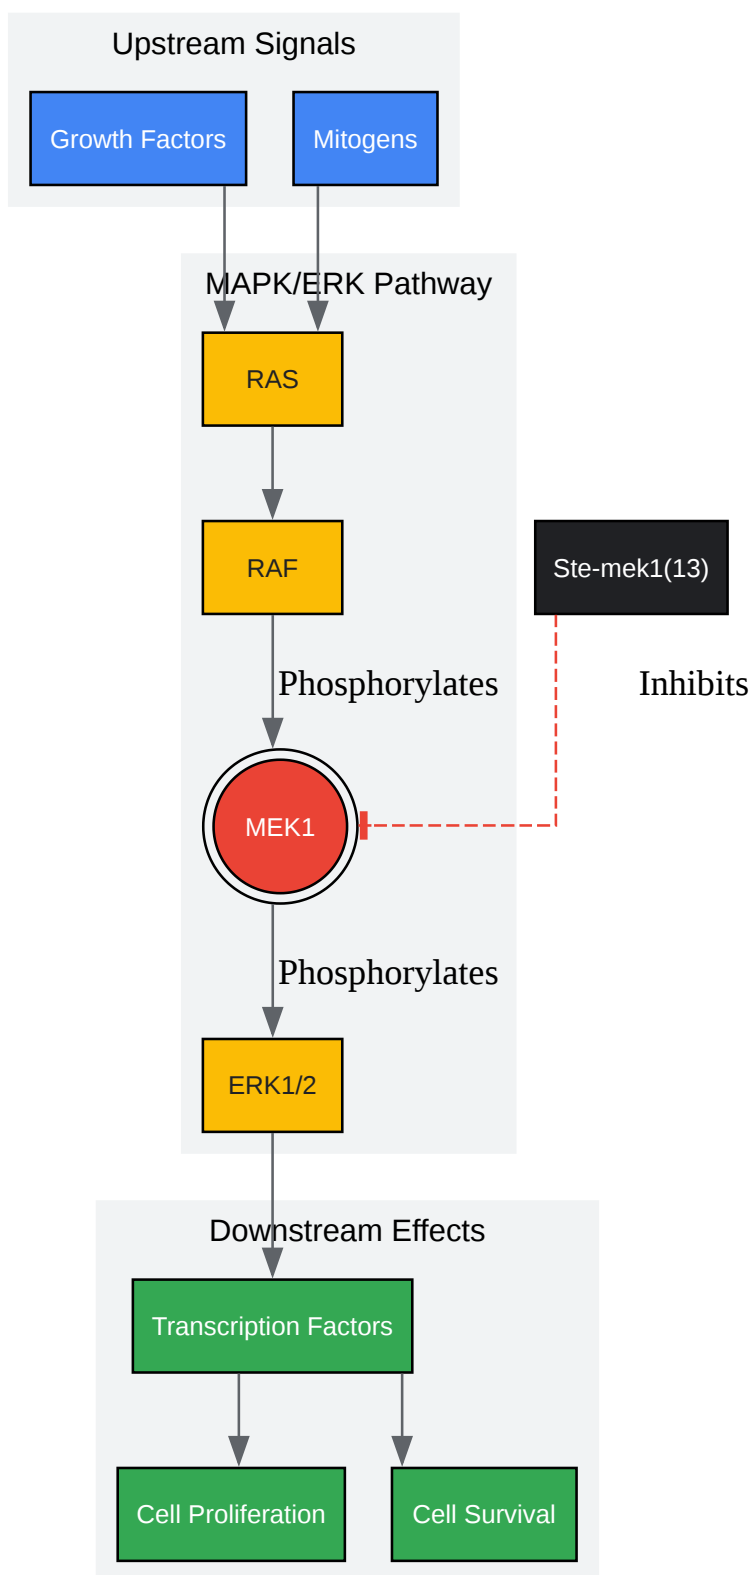 Upstream Signals
Growth Factors
Mitogens
MAPK/ERK Pathway
RAS
RAF
Ste-mek1(13)
Phosphorylates
Inhibits
MEK1
Phosphorylates
ERK1/2
Downstream Effects
Transcription Factors
Cell Proliferation
Cell Survival